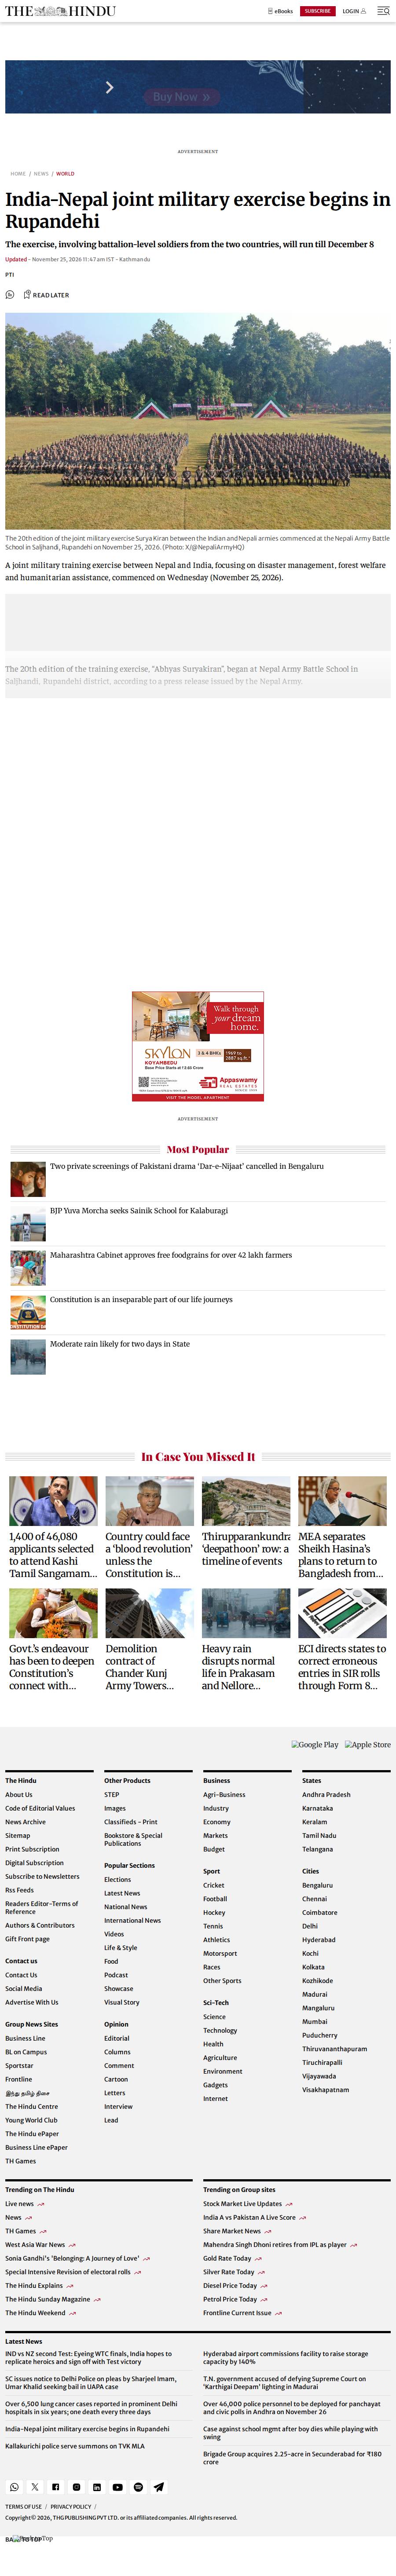 THE HINDU
eBooks
SUBSCRIBE
LOGIN
Buy Now »
ADVERTISEMENT
HOME / NEWS / WORLD
India-Nepal joint military exercise begins in
Rupandehi
The exercise, involving battalion-level soldiers from the two countries, will run till December 8
Updated - November 25, 2026 11:47 am IST - Kathmandu
PTI
READ LATER
The 20th edition of the joint military exercise Surya Kiran between the Indian and Nepali armies commenced at the Nepali Army Battle
School in Saljhandi, Rupandehi on November 25, 2026. (Photo: X/@NepaliArmyHQ)
A joint military training exercise between Nepal and India, focusing on disaster management, forest welfare
and humanitarian assistance, commenced on Wednesday (November 25, 2026).
The 20th edition of the training exercise, "Abhyas Suryakiran", began at Nepal Army Battle School in
Saljhandi, Rupandehi district, according to a press release issued by the Nepal Army.
Walk through
your dream
home.
SKYLON
KOYAMBEDU
3 & 4 BHKs
1969 to
2887 sq.ft*
Base Price Starts at
Appaswamy
REAL ESTATES
VISIT THE MODEL APARTMENT
ADVERTISEMENT
Most Popular
Two private screenings of Pakistani drama ‘Dar-e-Nijaat’ cancelled in Bengaluru
BJP Yuva Morcha seeks Sainik School for Kalaburagi
Maharashtra Cabinet approves free foodgrains for over 42 lakh farmers
Constitution is an inseparable part of our life journeys
Moderate rain likely for two days in State
In Case You Missed It
1,400 of 46,080
applicants selected
to attend Kashi
Tamil Sangamam...
Country could face
a ‘blood revolution’
unless the
Constitution is...
Thirupparankundra
‘deepathoon’ row: a
timeline of events
MEA separates
Sheikh Hasina’s
plans to return to
Bangladesh from...
Govt.’s endeavour
has been to deepen
Constitution’s
connect with...
Demolition
contract of
Chander Kunj
Army Towers...
Heavy rain
disrupts normal
life in Prakasam
and Nellore...
ECI directs states to
correct erroneous
entries in SIR rolls
through Form 8...
Google Play
Apple Store
The Hindu
About Us
Code of Editorial Values
News Archive
Sitemap
Print Subscription
Digital Subscription
Subscribe to Newsletters
Rss Feeds
Readers Editor-Terms of
Reference
Authors & Contributors
Gift Front page
Contact us
Contact Us
Social Media
Advertise With Us
Group News Sites
Business Line
BL on Campus
Sportstar
Frontline
இந்து தமிழ் திசை
The Hindu Centre
Young World Club
The Hindu ePaper
Business Line ePaper
TH Games
Other Products
STEP
Images
Classifieds - Print
Bookstore & Special
Publications
Popular Sections
Elections
Latest News
National News
International News
Videos
Life & Style
Food
Podcast
Showcase
Visual Story
Opinion
Editorial
Columns
Comment
Cartoon
Letters
Interview
Lead
Business
Agri-Business
Industry
Economy
Markets
Budget
Sport
Cricket
Football
Hockey
Tennis
Athletics
Motorsport
Races
Other Sports
Sci-Tech
Science
Technology
Health
Agriculture
Environment
Gadgets
Internet
States
Andhra Pradesh
Karnataka
Keralam
Tamil Nadu
Telangana
Cities
Bengaluru
Chennai
Coimbatore
Delhi
Hyderabad
Kochi
Kolkata
Kozhikode
Madurai
Mangaluru
Mumbai
Puducherry
Thiruvananthapuram
Tiruchirapalli
Vijayawada
Visakhapatnam
Trending on The Hindu
Live news
News
TH Games
West Asia War News
Sonia Gandhi's 'Belonging: A Journey of Love'
Special Intensive Revision of electoral rolls
The Hindu Explains
The Hindu Sunday Magazine
The Hindu Weekend
Trending on Group sites
Stock Market Live Updates
India A vs Pakistan A Live Score
Share Market News
Mahendra Singh Dhoni retires from IPL as player
Gold Rate Today
Silver Rate Today
Diesel Price Today
Petrol Price Today
Frontline Current Issue
Latest News
IND vs NZ second Test: Eyeing WTC finals, India hopes to
replicate heroics and sign off with Test victory
SC issues notice to Delhi Police on pleas by Sharjeel Imam,
Umar Khalid seeking bail in UAPA case
Over 6,500 lung cancer cases reported in prominent Delhi
hospitals in six years; one death every three days
India-Nepal joint military exercise begins in Rupandehi
Kallakurichi police serve summons on TVK MLA
Hyderabad airport commissions facility to raise storage
capacity by 140%
T.N. government accused of defying Supreme Court on
‘Karthigai Deepam’ lighting in Madurai
Over 46,000 police personnel to be deployed for panchayat
and civic polls in Andhra on November 26
Case against school mgmt after boy dies while playing with
swing
Brigade Group acquires 2.25-acre in Secunderabad for ₹180
crore
TERMS OF USE / PRIVACY POLICY /
Copyright© 2026, THG PUBLISHING PVT LTD. or its affiliated companies. All rights reserved.
BACK TO TOP